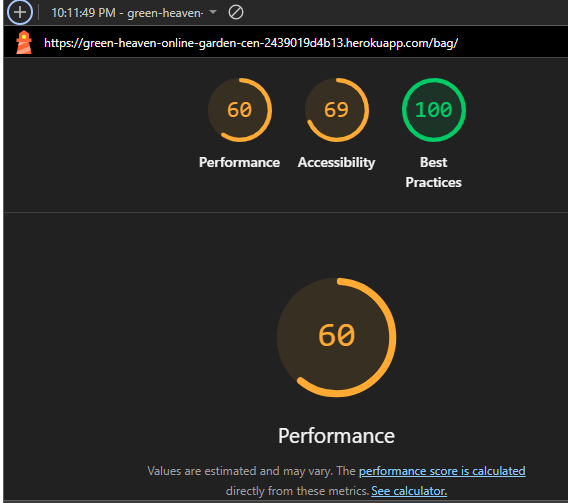 10:11:49 PM - green-heaven-
https://green-heaven-online-garden-cen-2439019d4b13.herokuapp.com/bag/
60 69 100
Performance Accessibility Best
Practices
60
Performance
Values are estimated and may vary. The performance score is calculated
directly from these metrics. See calculator.